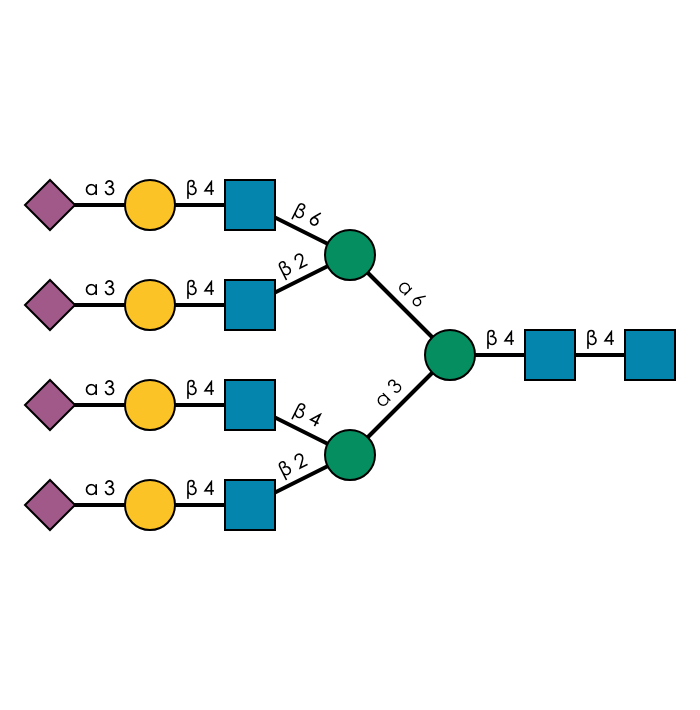 α 3 β 4 β 6
β 2 α 6
α 3 β 4
β 4 β 4
α 3 β 4 β 4 α 3
β 2
α 3 β 4